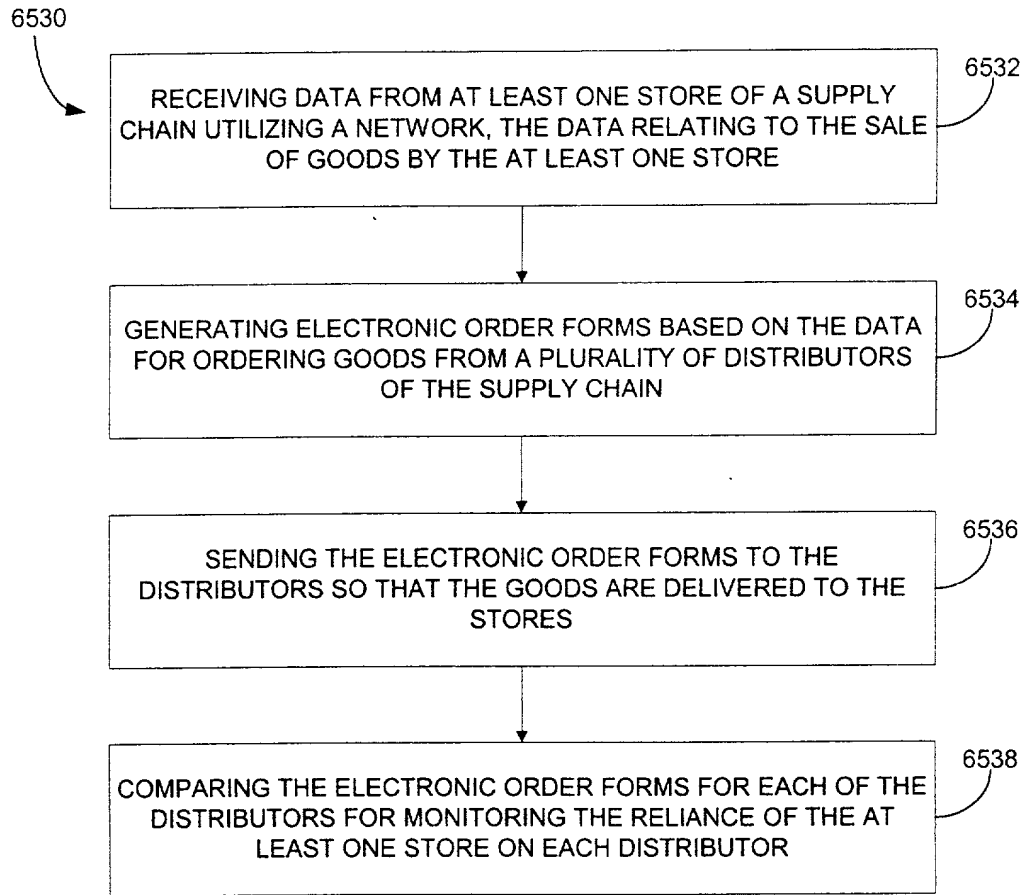 6530
6532
RECEIVING DATA FROM AT LEAST ONE STORE OF A SUPPLY
CHAIN UTILIZING A NETWORK, THE DATA RELATING TO THE SALE
OF GOODS BY THE AT LEAST ONE STORE
6534
GENERATING ELECTRONIC ORDER FORMS BASED ON THE DATA
FOR ORDERING GOODS FROM A PLURALITY OF DISTRIBUTORS
OF THE SUPPLY CHAIN
6536
SENDING THE ELECTRONIC ORDER FORMS TO THE
DISTRIBUTORS SO THAT THE GOODS ARE DELIVERED TO THE
STORES
6538
COMPARING THE ELECTRONIC ORDER FORMS FOR EACH OF THE
DISTRIBUTORS FOR MONITORING THE RELIANCE OF THE AT
LEAST ONE STORE ON EACH DISTRIBUTOR